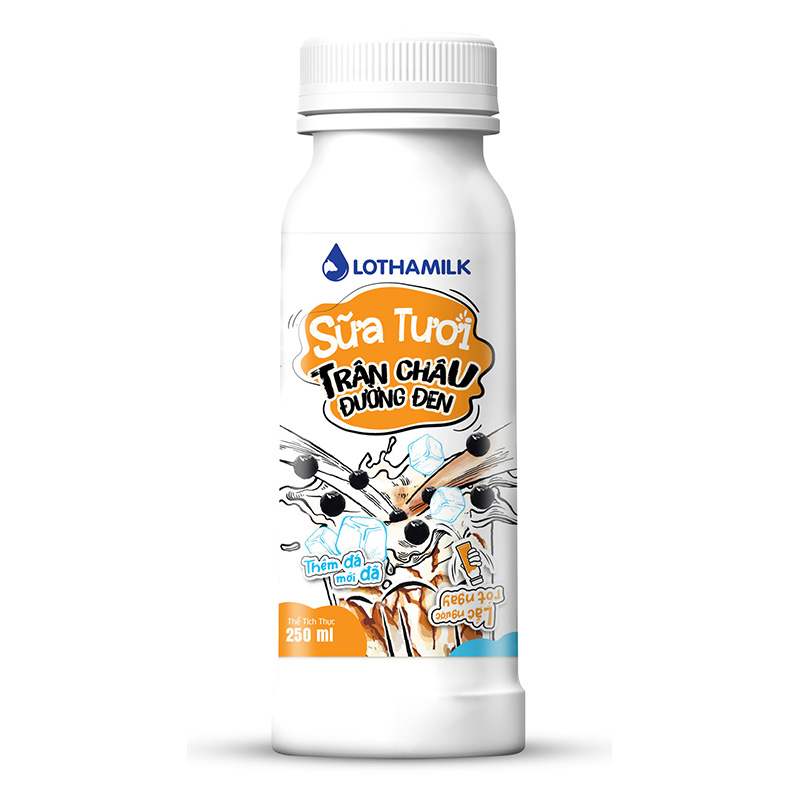 LOTHAMILK
Sữa Tươi
TRÂN CHÂU
ĐƯỜNG ĐEN
Thêm đá
mới đã
Lắc ngược
rót ngay
Thể Tích Thực
250 ml